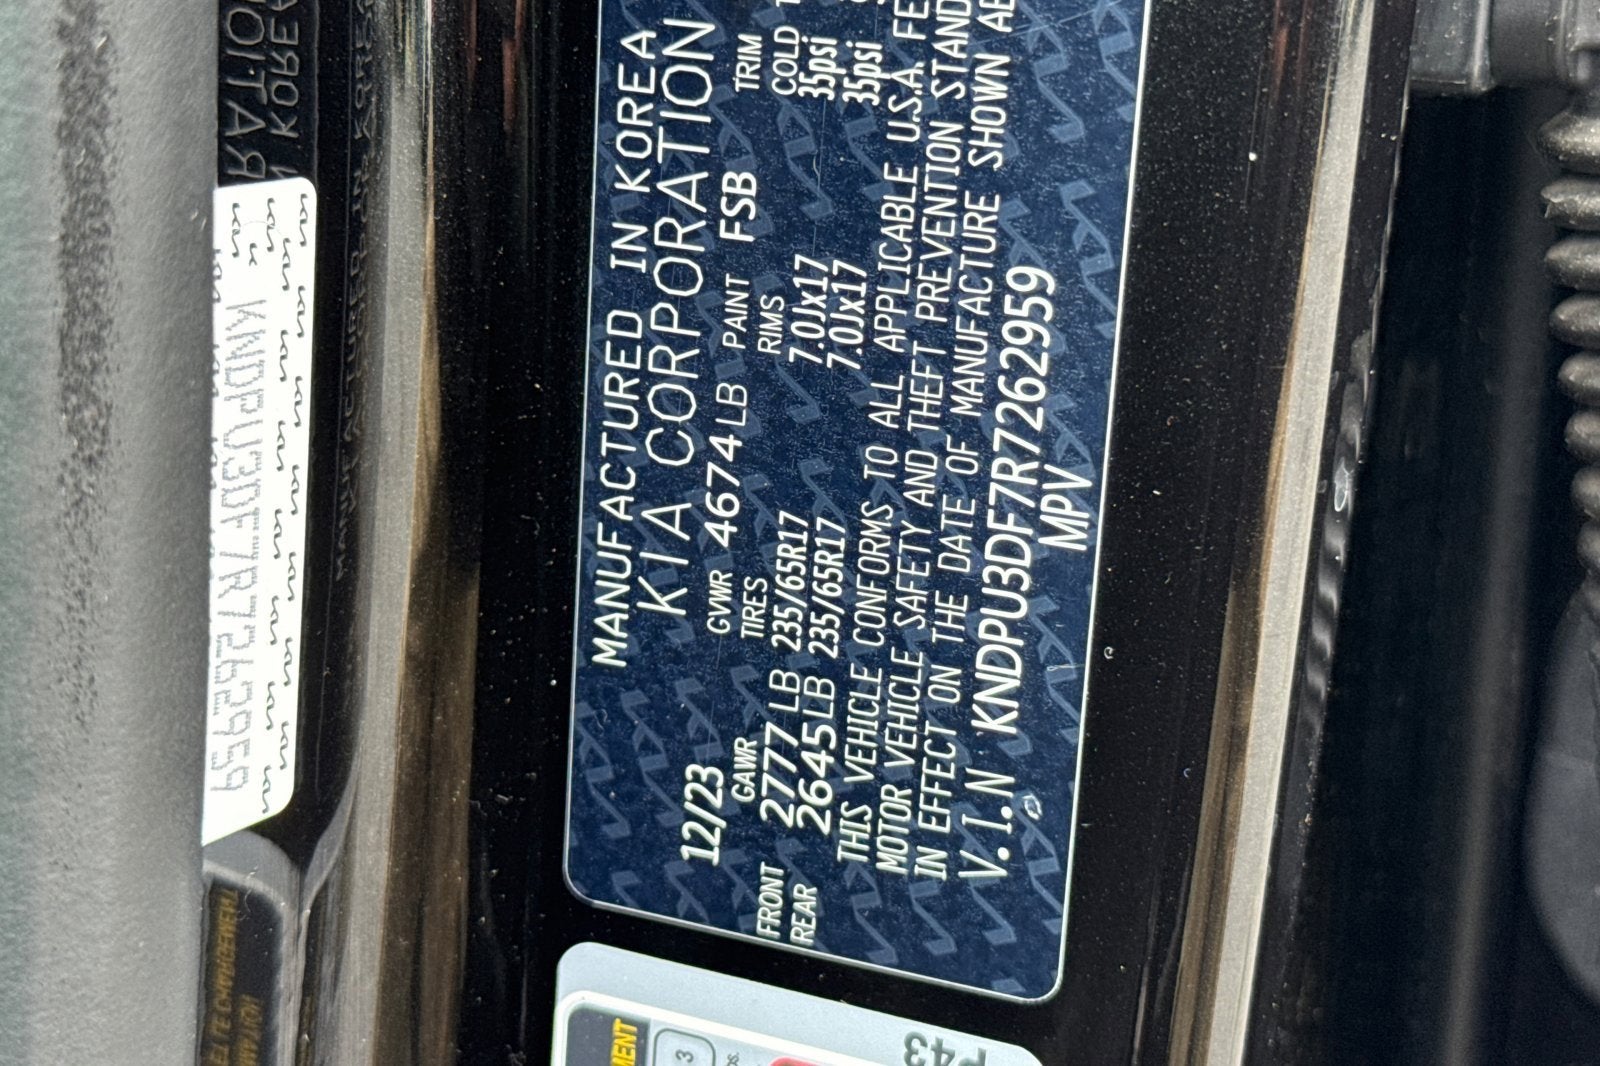 MANUFACTURED IN KOREA
KIA CORPORATION
12/23 GVWR 4674LB PAINT FSB TRIM
GAWR TIRES RIMS COLD
FRONT 2777 LB 235/65R17 7.0Jx17 35psi
REAR 2645LB 235/65R17 7.0Jx17 35psi
THIS VEHICLE CONFORMS TO ALL APPLICABLE U.S.A. FE
MOTOR VEHICLE SAFETY AND THEFT PREVENTION STAND
IN EFFECT ON THE DATE OF MANUFACTURE SHOWN AB
V.I.N KNDPU3DF7R7262959
MPV
KNDPU3DF7R7262959
MENT
3